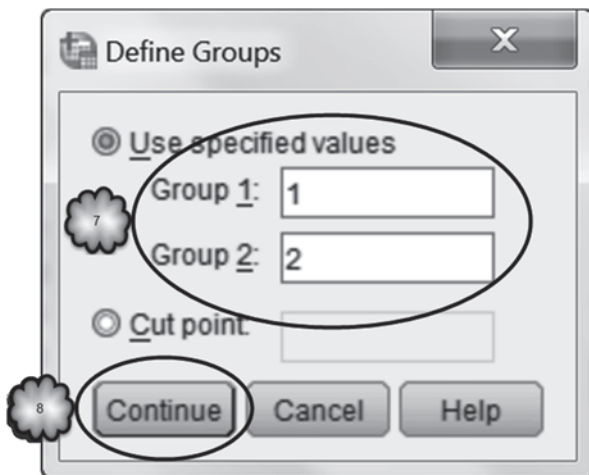 Define Groups
X
Use specified values
Group 1: 1
7
Group 2: 2
Cut point:
8
Continue Cancel Help